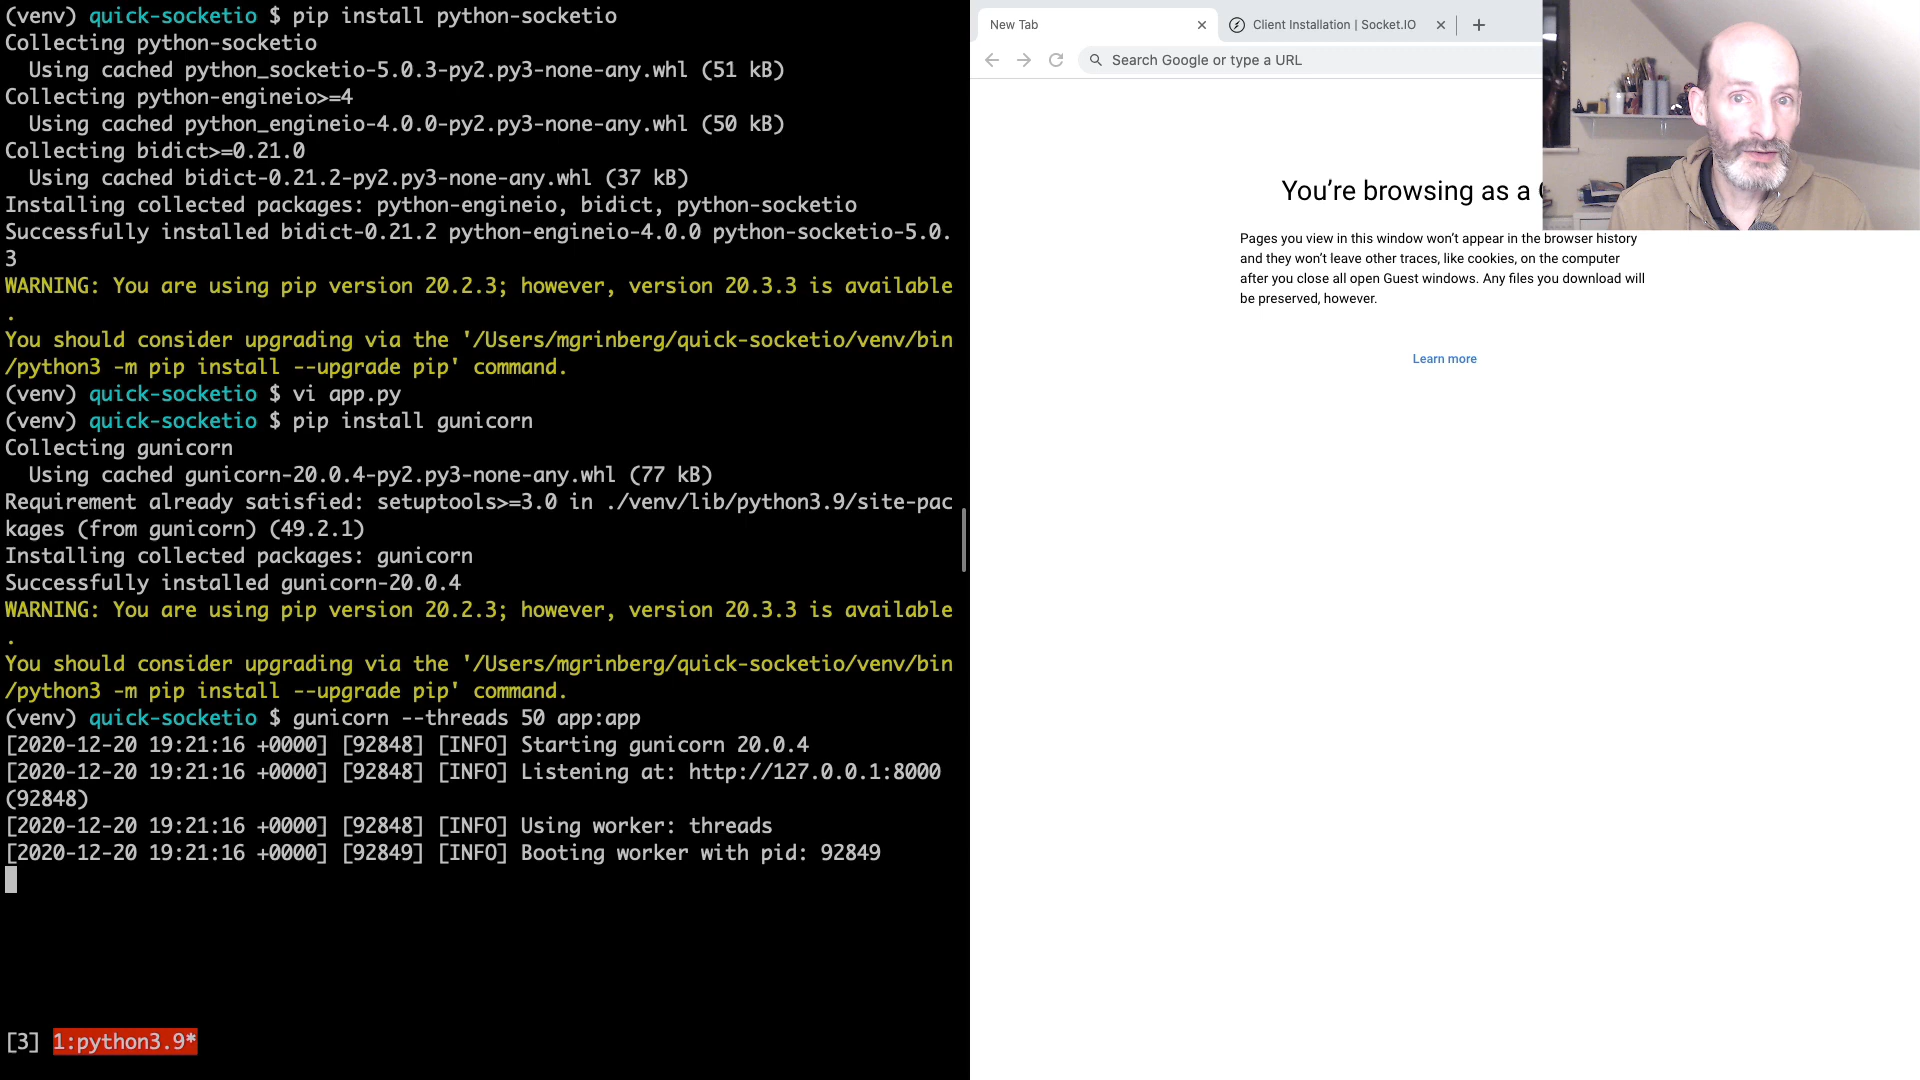 (venv) quick-socketio $ pip install python-socketio
Collecting python-socketio
  Using cached python_socketio-5.0.3-py2.py3-none-any.whl (51 kB)
Collecting python-engineio>=4
  Using cached python_engineio-4.0.0-py2.py3-none-any.whl (50 kB)
Collecting bidict>=0.21.0
  Using cached bidict-0.21.2-py2.py3-none-any.whl (37 kB)
Installing collected packages: python-engineio, bidict, python-socketio
Successfully installed bidict-0.21.2 python-engineio-4.0.0 python-socketio-5.0.
3
WARNING: You are using pip version 20.2.3; however, version 20.3.3 is available
.
You should consider upgrading via the '/Users/mgrinberg/quick-socketio/venv/bin
/python3 -m pip install --upgrade pip' command.
(venv) quick-socketio $ vi app.py
(venv) quick-socketio $ pip install gunicorn
Collecting gunicorn
  Using cached gunicorn-20.0.4-py2.py3-none-any.whl (77 kB)
Requirement already satisfied: setuptools>=3.0 in ./venv/lib/python3.9/site-pac
kages (from gunicorn) (49.2.1)
Installing collected packages: gunicorn
Successfully installed gunicorn-20.0.4
WARNING: You are using pip version 20.2.3; however, version 20.3.3 is available
.
You should consider upgrading via the '/Users/mgrinberg/quick-socketio/venv/bin
/python3 -m pip install --upgrade pip' command.
(venv) quick-socketio $ gunicorn --threads 50 app:app
[2020-12-20 19:21:16 +0000] [92848] [INFO] Starting gunicorn 20.0.4
[2020-12-20 19:21:16 +0000] [92848] [INFO] Listening at: http://127.0.0.1:8000
(92848)
[2020-12-20 19:21:16 +0000] [92848] [INFO] Using worker: threads
[2020-12-20 19:21:16 +0000] [92849] [INFO] Booting worker with pid: 92849
[3] 1:python3.9*
New Tab
Client Installation | Socket.IO
Search Google or type a URL
You’re browsing as a
Pages you view in this window won’t appear in the browser history
and they won’t leave other traces, like cookies, on the computer
after you close all open Guest windows. Any files you download will
be preserved, however.
Learn more